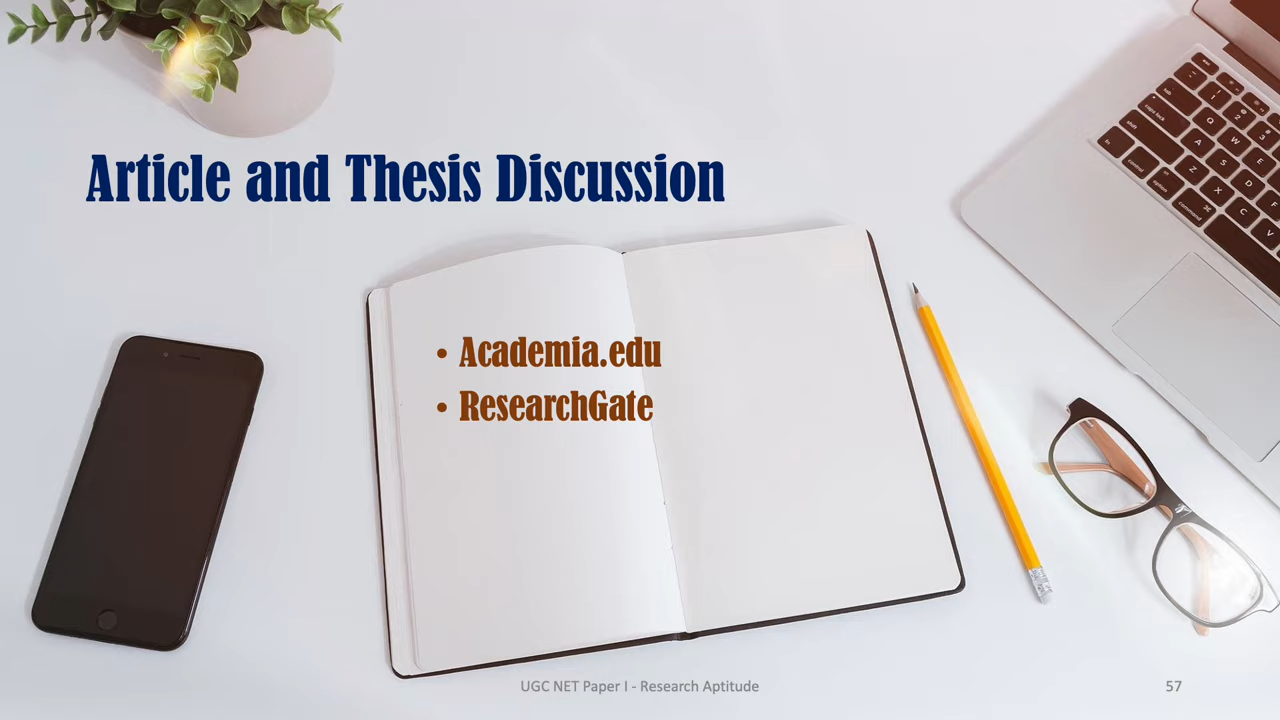 Article and Thesis Discussion
• Academia.edu
• ResearchGate
UGC NET Paper I - Research Aptitude
57